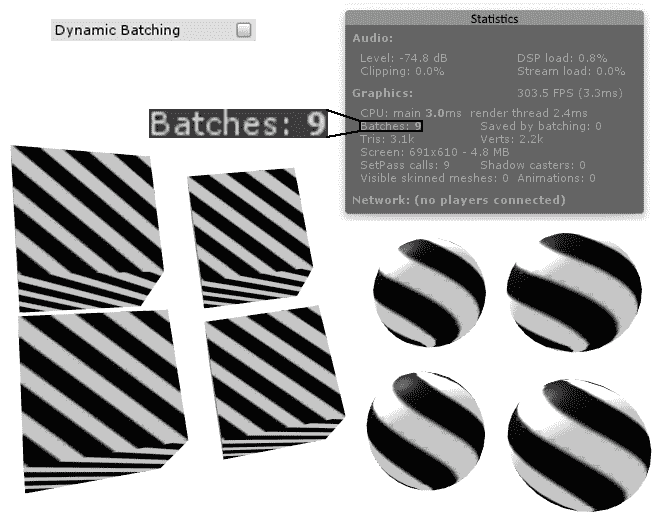 Dynamic Batching
Statistics
Audio:
Level: -74.8 dB DSP load: 0.8%
Clipping: 0.0% Stream load: 0.0%
Graphics: 303.5 FPS (3.3ms)
CPU: main 3.0ms render thread 2.4ms
Batches: 9 Saved by batching: 0
Tris: 3.1k Verts: 2.2k
Screen: 691x610 - 4.8 MB
SetPass calls: 9 Shadow casters: 0
Visible skinned meshes: 0 Animations: 0
Network: (no players connected)
Batches: 9